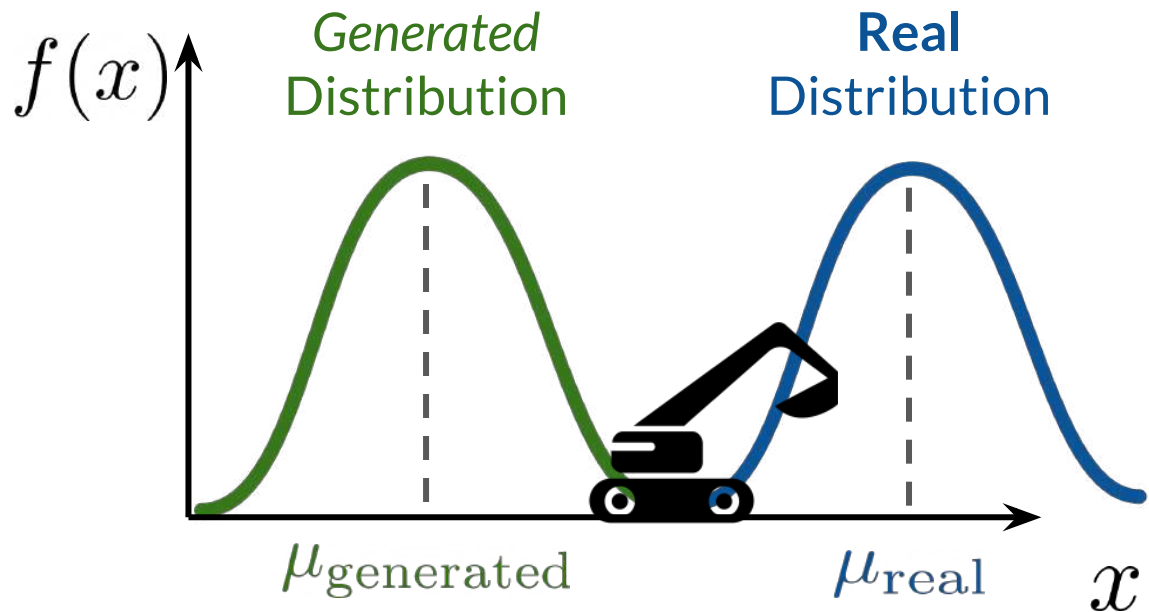 f(x)
Generated
Distribution
Real
Distribution
μgenerated
μreal
x